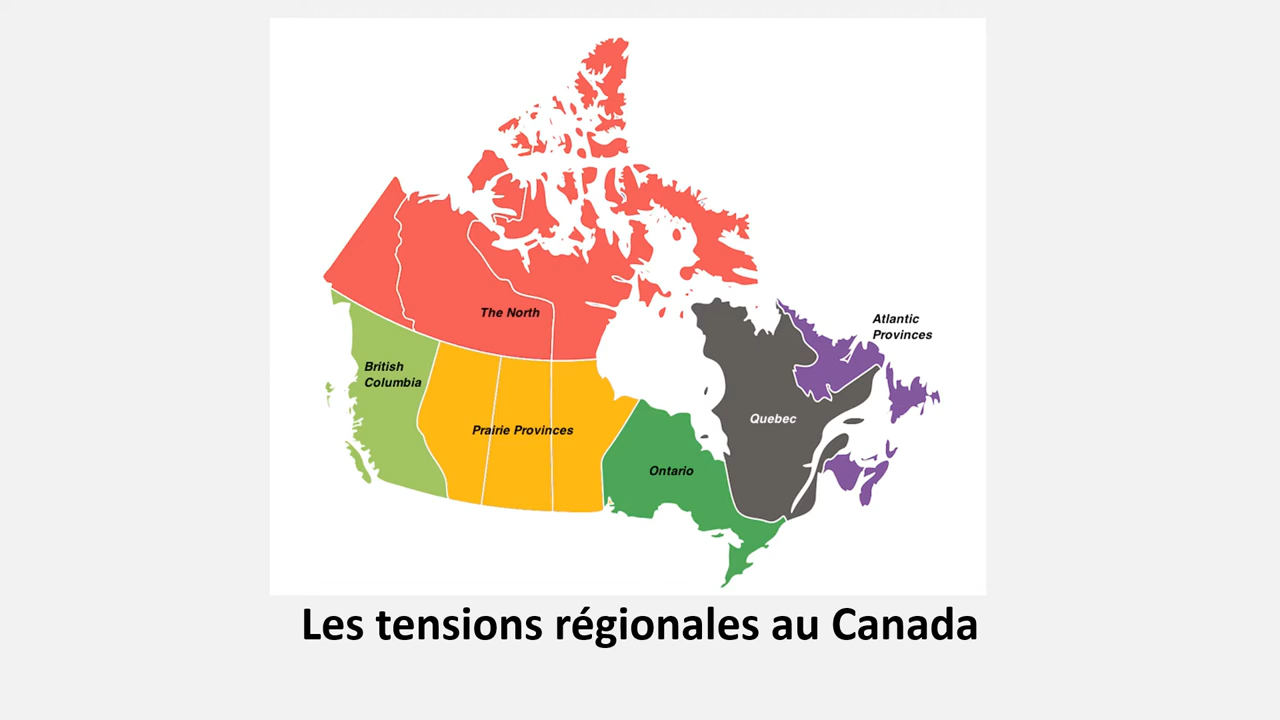 The North
Atlantic
Provinces
British
Columbia
Prairie Provinces
Quebec
Ontario
Les tensions régionales au Canada